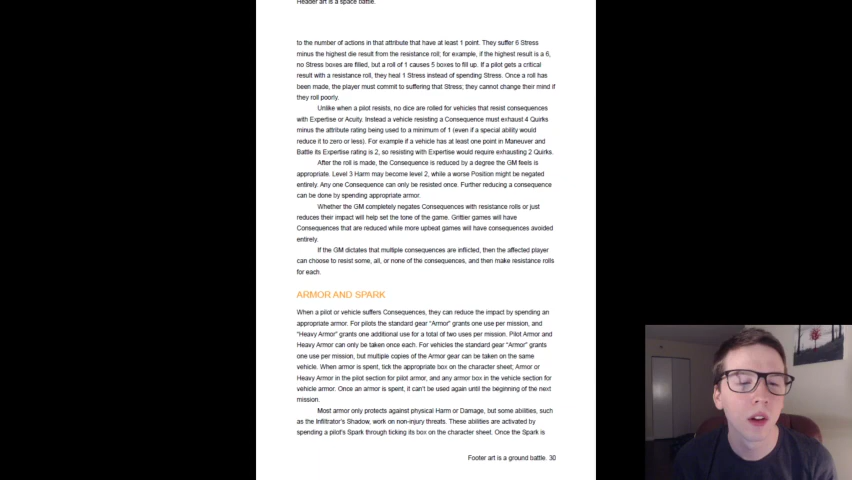 Header art is a space battle.
to the number of actions in that attribute that have at least 1 point. They suffer 6 Stress
minus the highest die result from the resistance roll; for example, if the highest result is a 6,
no Stress boxes are filled, but a roll of 1 causes 5 boxes to fill up. If a pilot gets a critical
result with a resistance roll, they heal 1 Stress instead of spending Stress. Once a roll has
been made, the player must commit to suffering that Stress; they cannot change their mind if
they roll poorly.
Unlike when a pilot resists, no dice are rolled for vehicles that resist consequences
with Expertise or Acuity. Instead a vehicle resisting a Consequence must exhaust 4 Quirks
minus the attribute rating being used to a minimum of 1 (even if a special ability would
reduce it to zero or less). For example if a vehicle has at least one point in Maneuver and
Battle its Expertise rating is 2, so resisting with Expertise would require exhausting 2 Quirks.
After the roll is made, the Consequence is reduced by a degree the GM feels is
appropriate. Level 3 Harm may become level 2, while a worse Position might be negated
entirely. Any one Consequence can only be resisted once. Further reducing a consequence
can be done by spending appropriate armor.
Whether the GM completely negates Consequences with resistance rolls or just
reduces their impact will help set the tone of the game. Grittier games will have
Consequences that are reduced while more upbeat games will have consequences avoided
entirely.
If the GM dictates that multiple consequences are inflicted, then the affected player
can choose to resist some, all, or none of the consequences, and then make resistance rolls
for each.
ARMOR AND SPARK
When a pilot or vehicle suffers Consequences, they can reduce the impact by spending an
appropriate armor. For pilots the standard gear "Armor" grants one use per mission, and
"Heavy Armor" grants one additional use for a total of two uses per mission. Pilot Armor and
Heavy Armor can only be taken once each. For vehicles the standard gear "Armor" grants
one use per mission, but multiple copies of the Armor gear can be taken on the same
vehicle. When armor is spent, tick the appropriate box on the character sheet; Armor or
Heavy Armor in the pilot section for pilot armor, and any armor box in the vehicle section for
vehicle armor. Once an armor is spent, it can't be used again until the beginning of the next
mission.
Most armor only protects against physical Harm or Damage, but some abilities, such
as the Infiltrator's Shadow, work on non-injury threats. These abilities are activated by
spending a pilot's Spark through ticking its box on the character sheet. Once the Spark is
Footer art is a ground battle. 30